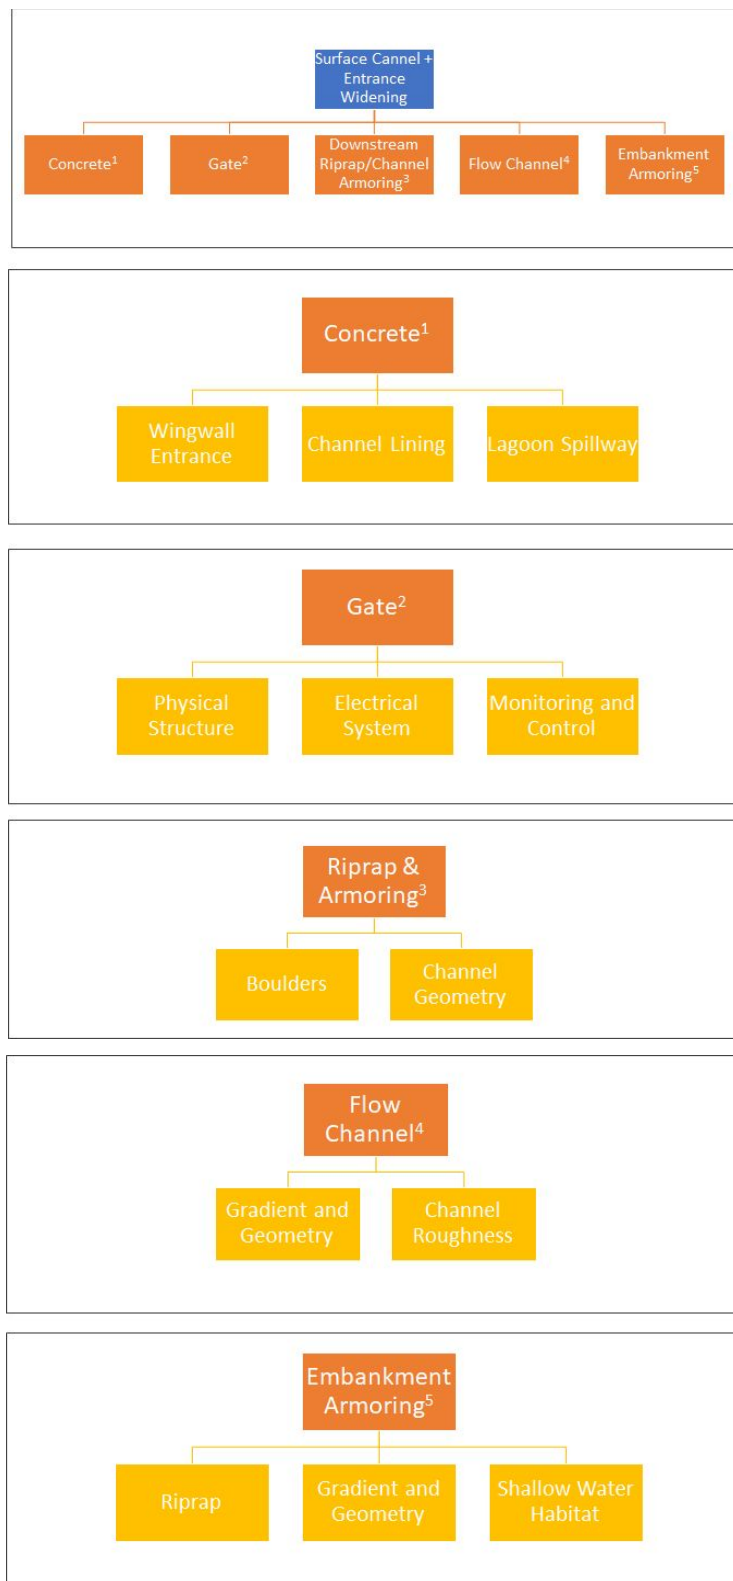 Surface Cannel +
Entrance
Widening
Concrete¹
Gate²
Downstream
Riprap/Channel
Armoring³
Flow Channel⁴
Embankment
Armoring⁵
Concrete¹
Wingwall
Entrance
Channel Lining
Lagoon Spillway
Gate²
Physical
Structure
Electrical
System
Monitoring and
Control
Riprap &
Armoring³
Boulders
Channel
Geometry
Flow
Channel⁴
Gradient and
Geometry
Channel
Roughness
Embankment
Armoring⁵
Riprap
Gradient and
Geometry
Shallow Water
Habitat